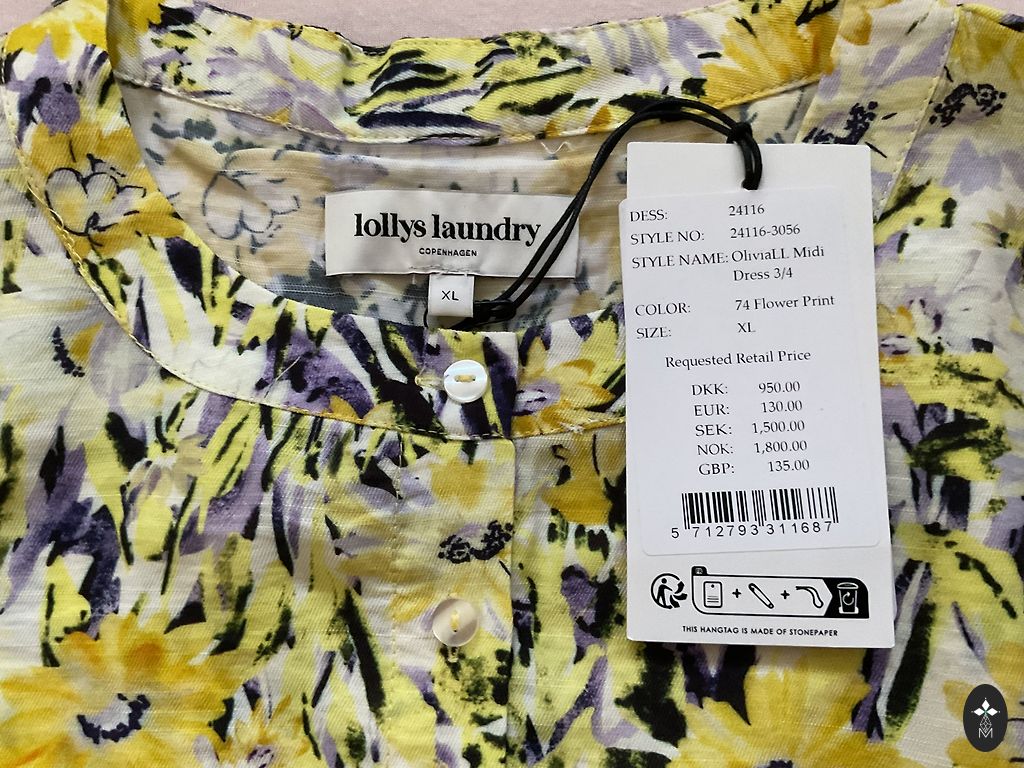 lollys laundry
COPENHAGEN
XL
DESS: 24116
STYLE NO: 24116-3056
STYLE NAME: OliviaLL Midi
Dress 3/4
COLOR: 74 Flower Print
SIZE: XL
Requested Retail Price
DKK: 950.00
EUR: 130.00
SEK: 1,500.00
NOK: 1,800.00
GBP: 135.00
5 712793 311687
THIS HANGTAG IS MADE OF STONEPAPER
M